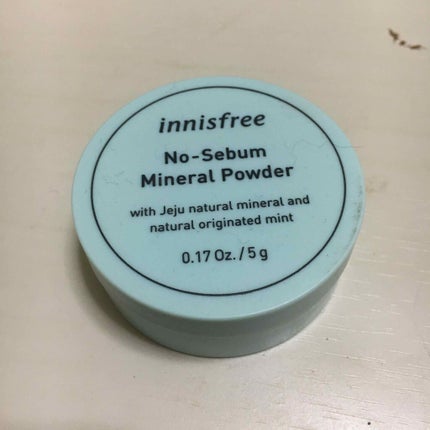 innisfree
No-Sebum
Mineral Powder
with Jeju natural mineral and
natural originated mint
0.17 Oz. / 5 g